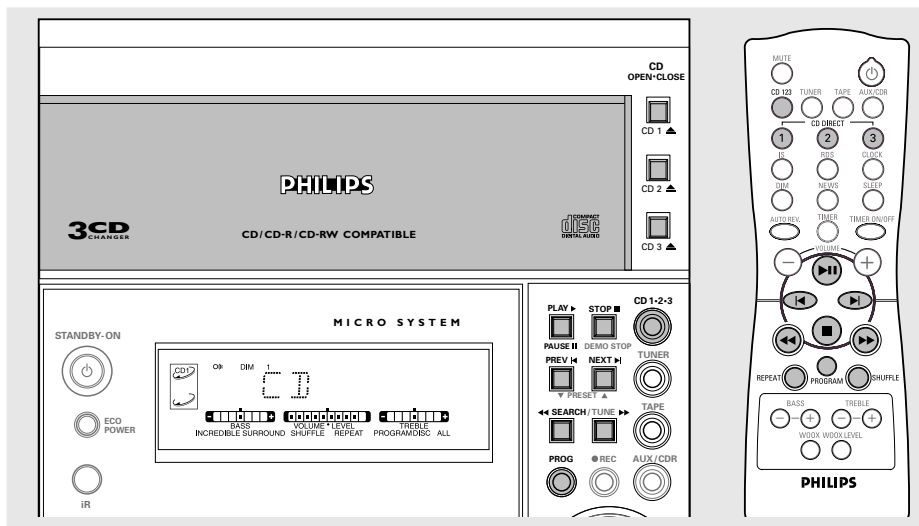 CD
OPEN•CLOSE
CD 1 ⏏
CD 2 ⏏
CD 3 ⏏
PHILIPS
3CD
CHANGER
CD/CD-R/CD-RW COMPATIBLE
COMPACT
disc
DIGITAL AUDIO
MICRO SYSTEM
STANDBY-ON
ECO
POWER
iR
CD1
DIM 1
CD
BASS VOLUME • LEVEL TREBLE
INCREDIBLE SURROUND SHUFFLE REPEAT PROGRAM DISC ALL
PLAY ▶ STOP ■ CD 1•2•3
PAUSE II DEMO STOP
PREV |◀ NEXT ▶| TUNER
▼ PRESET ▲
◀◀ SEARCH/TUNE ▶▶ TAPE
PROG ● REC AUX/CDR
MUTE
CD 123 TUNER TAPE AUX/CDR
CD DIRECT
1 2 3
IS RDS CLOCK
DIM NEWS SLEEP
AUTO REV. TIMER TIMER ON/OFF
VOLUME
− +
▶II
|◀ ▶|
◀◀ ■ ▶▶
REPEAT PROGRAM SHUFFLE
BASS TREBLE
− + − +
WOOX WOOX LEVEL
PHILIPS